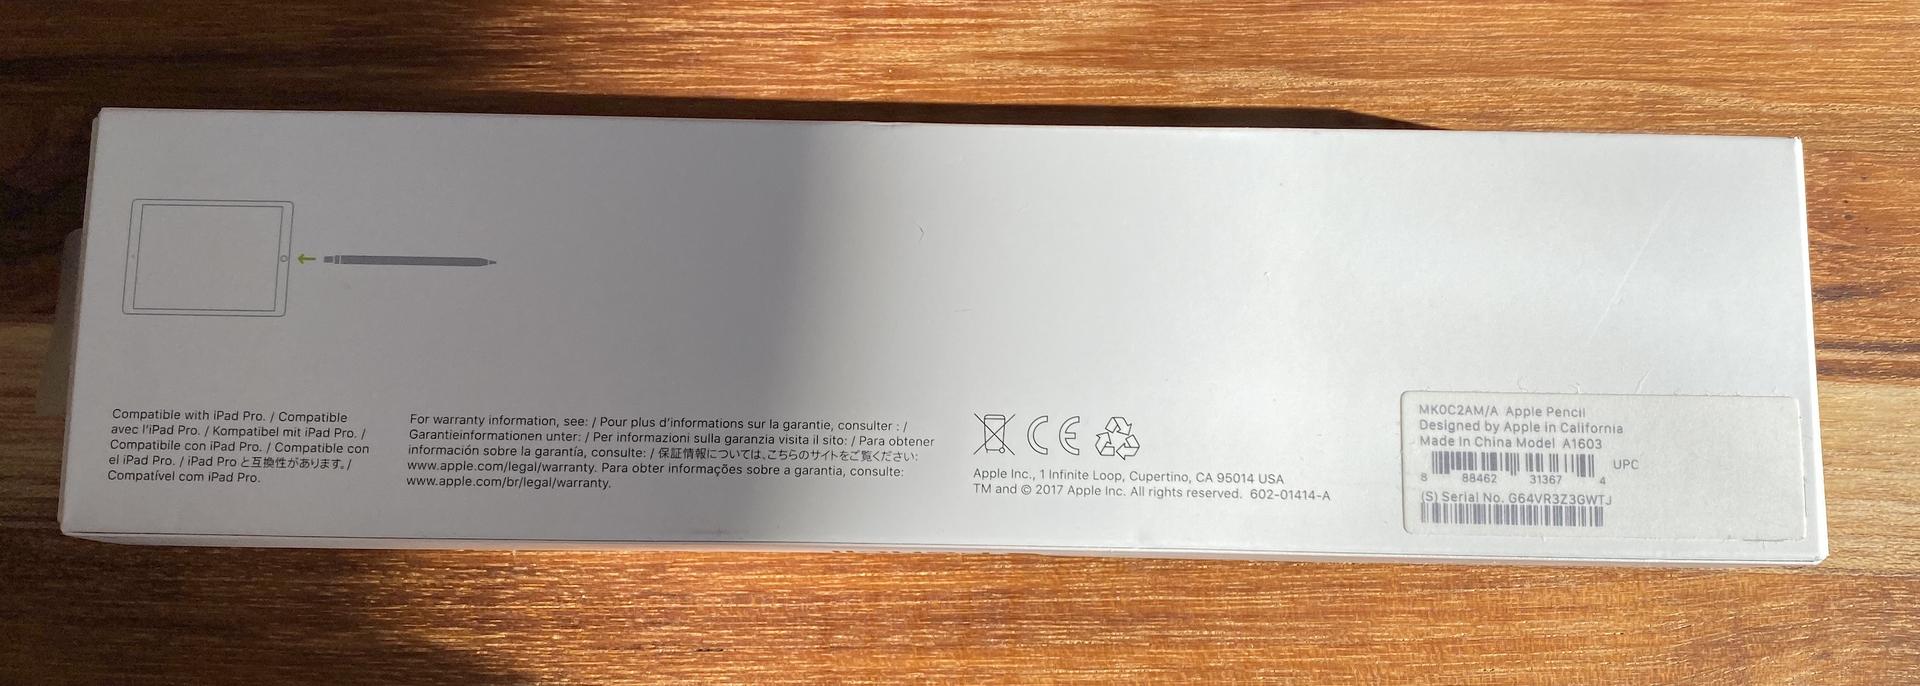 Compatible with iPad Pro. / Compatible
avec l'iPad Pro. / Kompatibel mit iPad Pro. /
Compatibile con iPad Pro. / Compatible con
el iPad Pro. / iPad Pro と互換性があります。/
Compatível com iPad Pro.
For warranty information, see: / Pour plus d'informations sur la garantie, consulter : /
Garantieinformationen unter: / Per informazioni sulla garanzia visita il sito: / Para obtener
información sobre la garantía, consulte: / 保証情報については、こちらのサイトをご覧ください:
www.apple.com/legal/warranty. Para obter informações sobre a garantia, consulte:
www.apple.com/br/legal/warranty.
CE
Apple Inc., 1 Infinite Loop, Cupertino, CA 95014 USA
TM and © 2017 Apple Inc. All rights reserved. 602-01414-A
MK0C2AM/A Apple Pencil
Designed by Apple in California
Made In China Model A1603
UPC
8 88462 31367 4
(S) Serial No. G64VR3Z3GWTJ